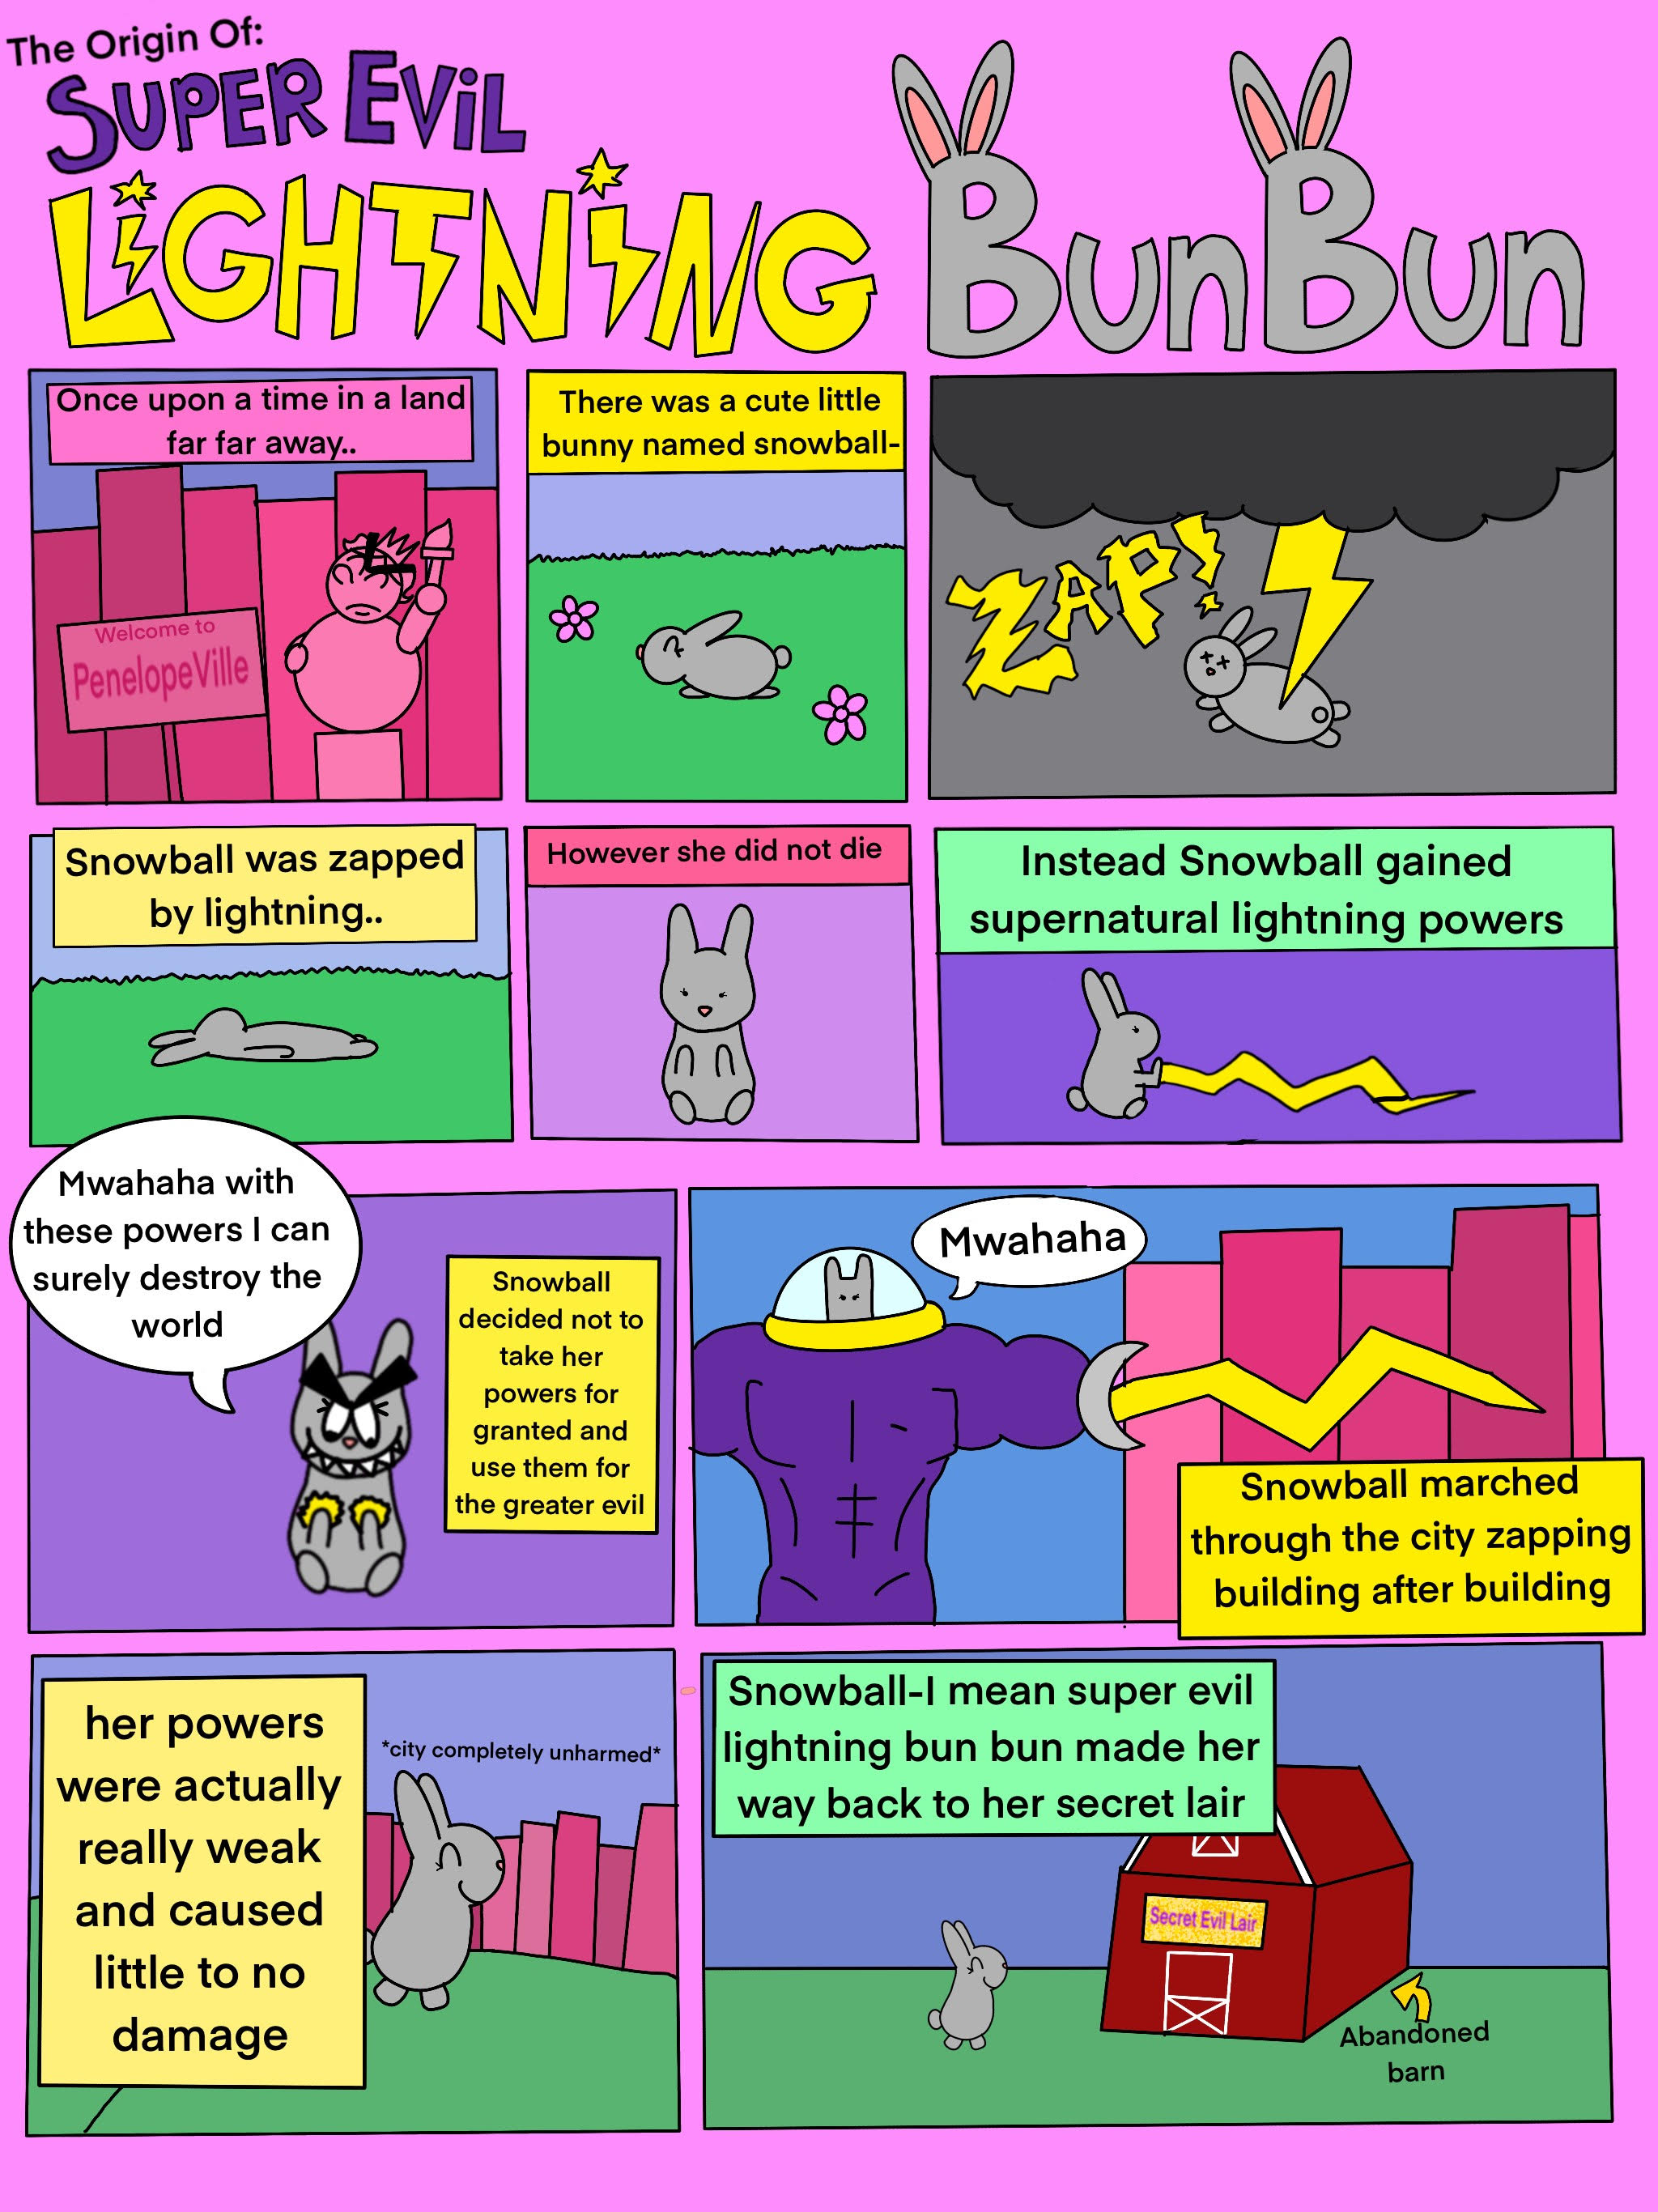 The Origin Of:
SUPER EViL
LiGHTNiNG BunBun
Once upon a time in a land
far far away..
Welcome to
PenelopeVille
There was a cute little
bunny named snowball-
ZAP!
Snowball was zapped
by lightning..
However she did not die
Instead Snowball gained
supernatural lightning powers
Mwahaha with
these powers I can
surely destroy the
world
Snowball
decided not to
take her
powers for
granted and
use them for
the greater evil
Mwahaha
Snowball marched
through the city zapping
building after building
her powers
were actually
really weak
and caused
little to no
damage
*city completely unharmed*
Snowball-I mean super evil
lightning bun bun made her
way back to her secret lair
Secret Evil Lair
Abandoned
barn